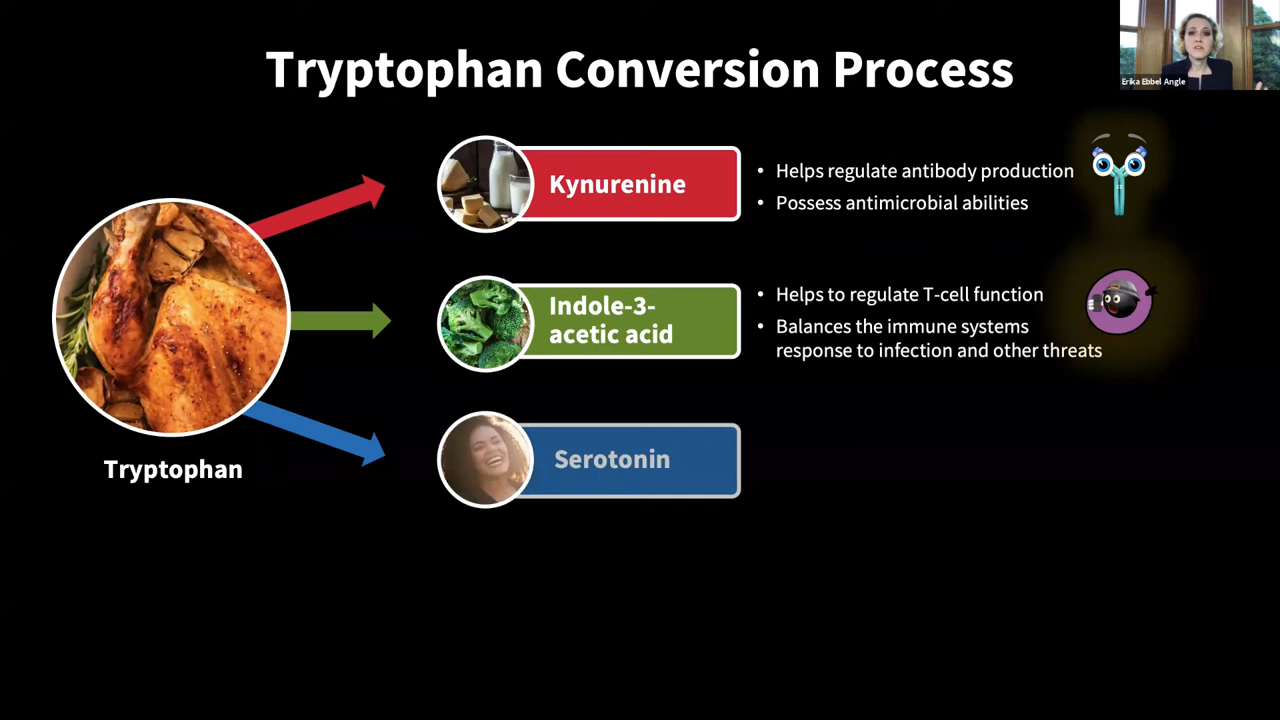 Tryptophan Conversion Process
Erika Ebbel Angle
Kynurenine
• Helps regulate antibody production
• Possess antimicrobial abilities
Indole-3-
acetic acid
• Helps to regulate T-cell function
• Balances the immune systems
response to infection and other threats
Serotonin
Tryptophan